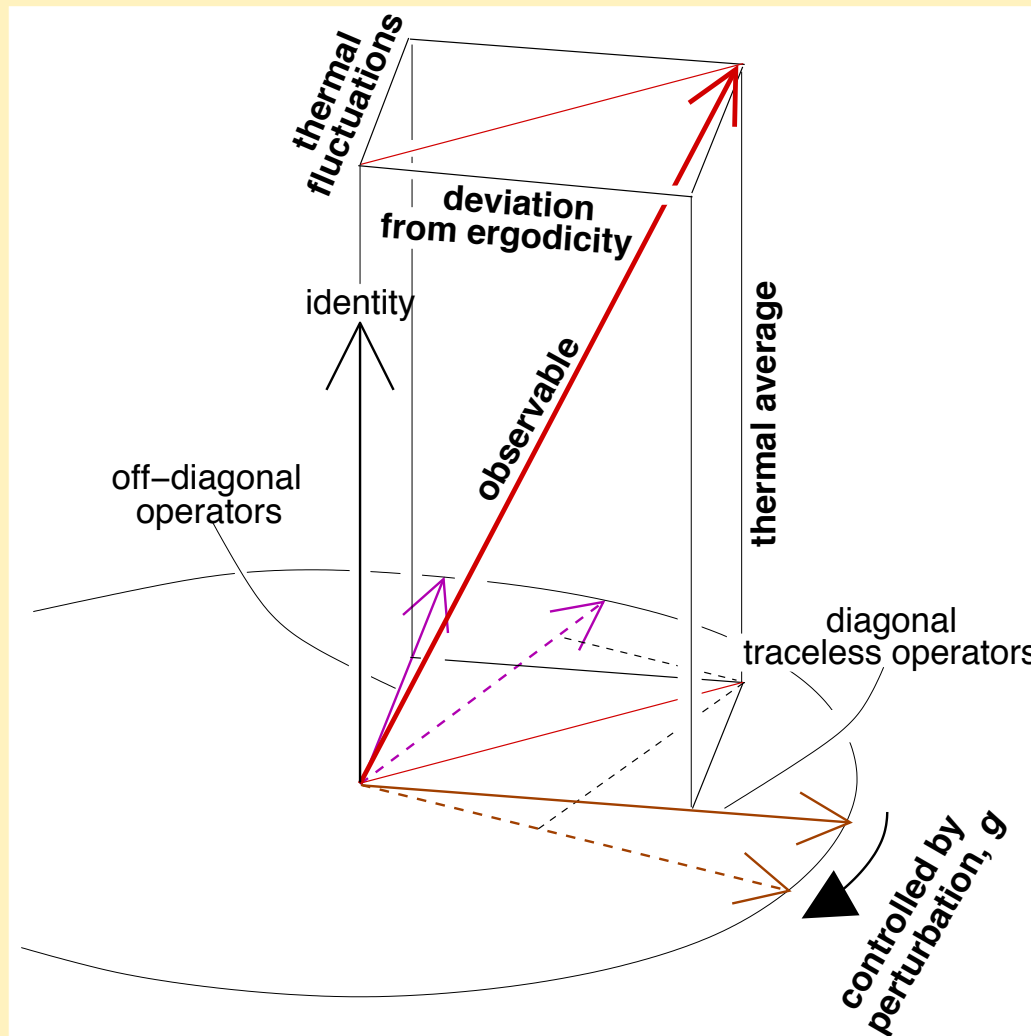 thermal
fluctuations
deviation
from ergodicity
identity
observable
thermal average
off−diagonal
operators
diagonal
traceless operators
controlled by
perturbation, g